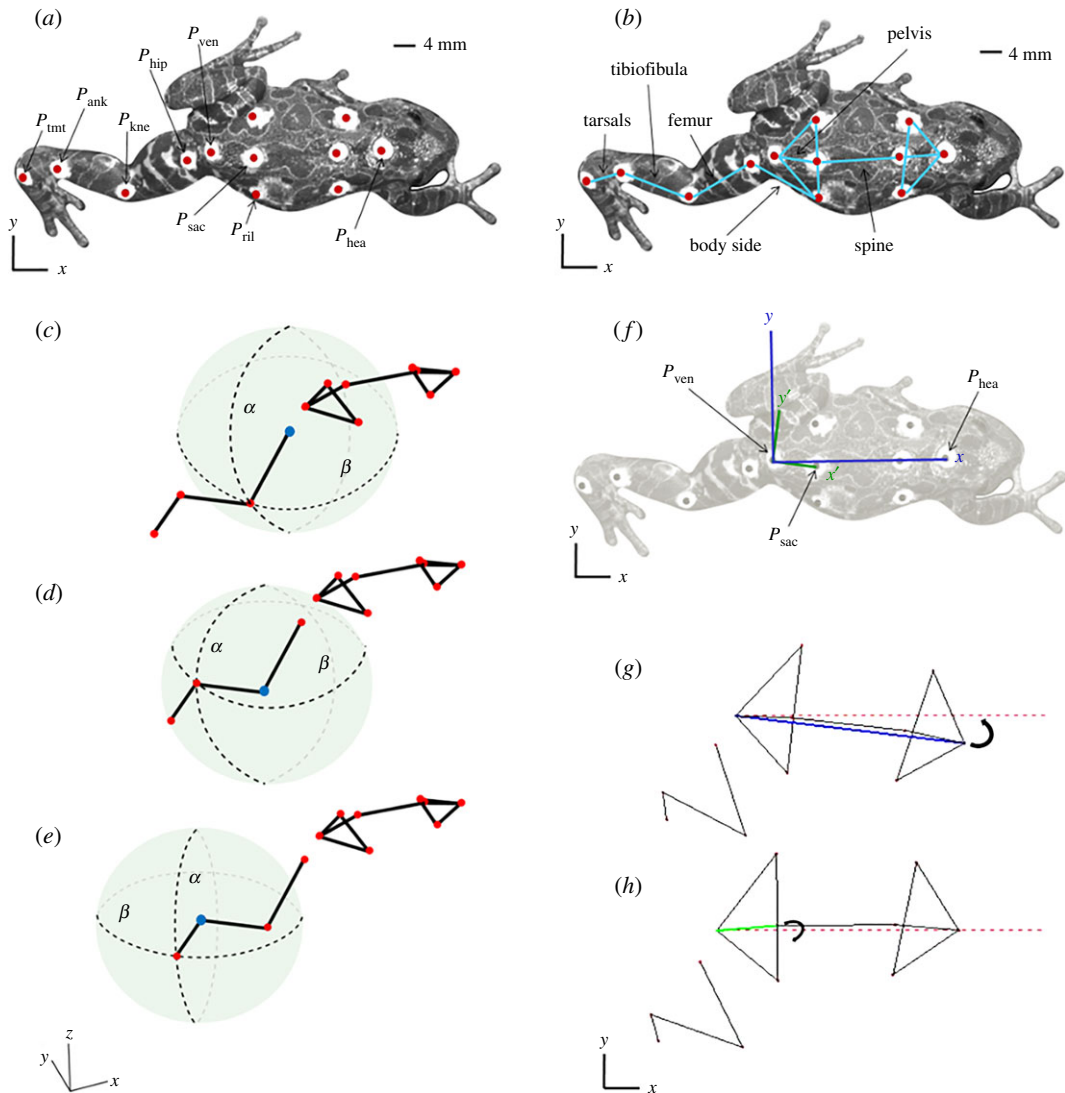 (a)
P_ven
4 mm
P_hip
P_ank
P_kne
P_tmt
P_sac
P_ril
P_hea
y
x
(b)
pelvis
4 mm
tibiofibula
tarsals
femur
body side
spine
y
x
(c)
α
β
(d)
α
β
(e)
α
β
z
y
x
(f)
y
P_ven
P_hea
y′
x
x′
P_sac
y
x
(g)
(h)
y
x